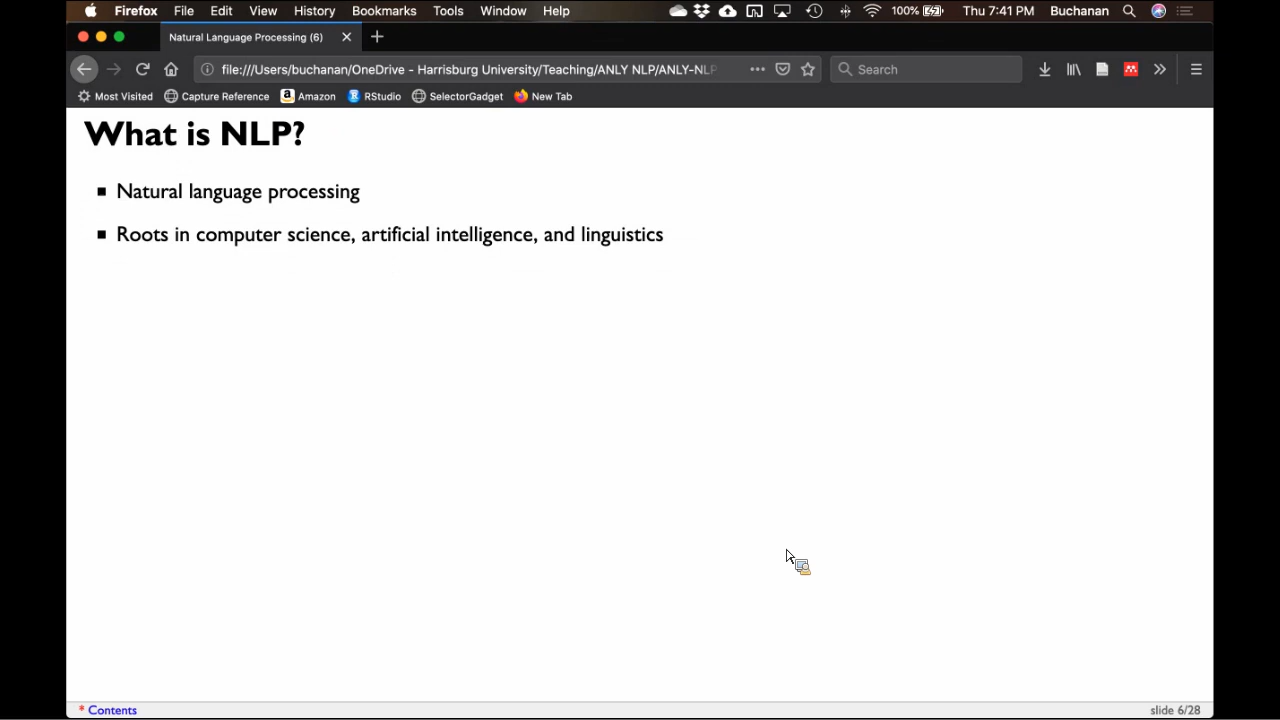 Firefox File Edit View History Bookmarks Tools Window Help 100% Thu 7:41 PM Buchanan
Natural Language Processing (6)
file:///Users/buchanan/OneDrive - Harrisburg University/Teaching/ANLY NLP/ANLY-NLP Search
Most Visited Capture Reference Amazon RStudio SelectorGadget New Tab
What is NLP?
Natural language processing
Roots in computer science, artificial intelligence, and linguistics
* Contents slide 6/28